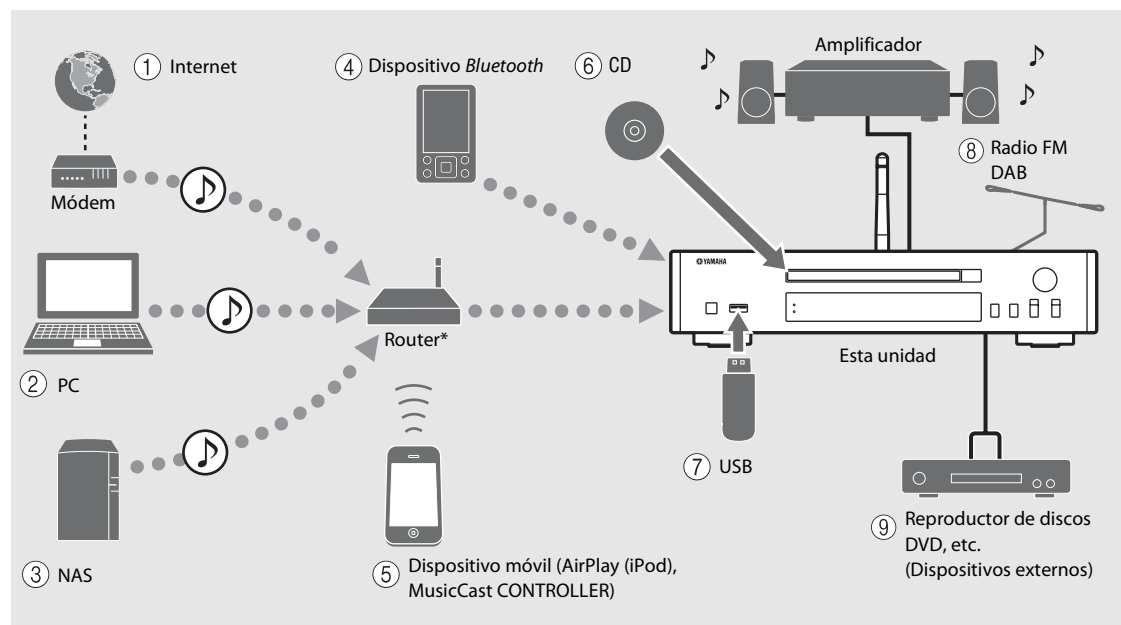 ① Internet
Módem
② PC
③ NAS
④ Dispositivo Bluetooth
Router*
⑤ Dispositivo móvil (AirPlay (iPod),
MusicCast CONTROLLER)
⑥ CD
Amplificador
⑧ Radio FM
DAB
YAMAHA
Esta unidad
⑦ USB
⑨ Reproductor de discos
DVD, etc.
(Dispositivos externos)